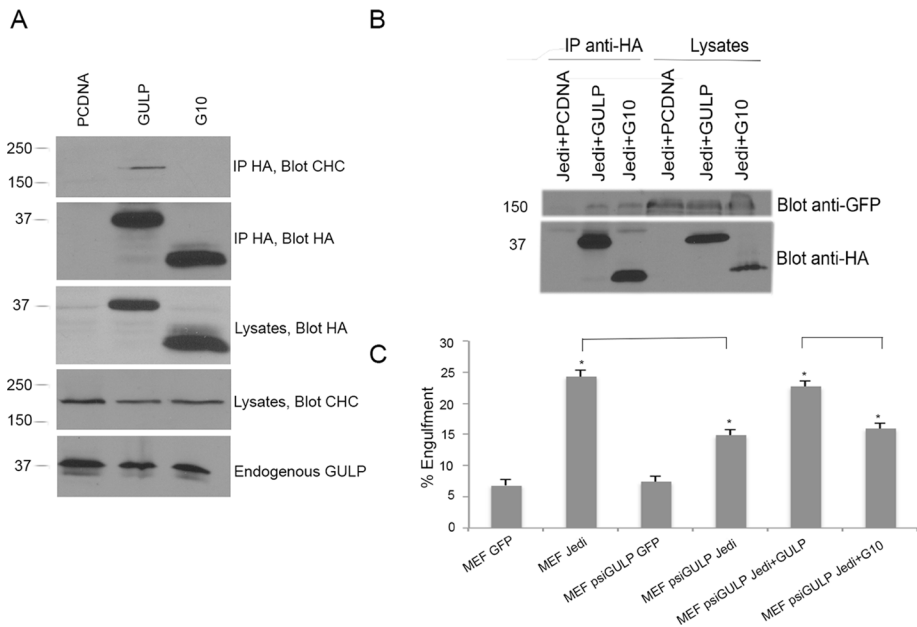 A
PCDNA
GULP
G10
250
150
IP HA, Blot CHC
37
IP HA, Blot HA
37
Lysates, Blot HA
250
150
Lysates, Blot CHC
37
Endogenous GULP
B
IP anti-HA
Lysates
Jedi+PCDNA
Jedi+GULP
Jedi+G10
Jedi+PCDNA
Jedi+GULP
Jedi+G10
150
Blot anti-GFP
37
Blot anti-HA
C
% Engulfment
30
25
20
15
10
5
0
*
*
*
*
MEF GFP
MEF Jedi
MEF psiGULP GFP
MEF psiGULP Jedi
MEF psiGULP Jedi+GULP
MEF psiGULP Jedi+G10